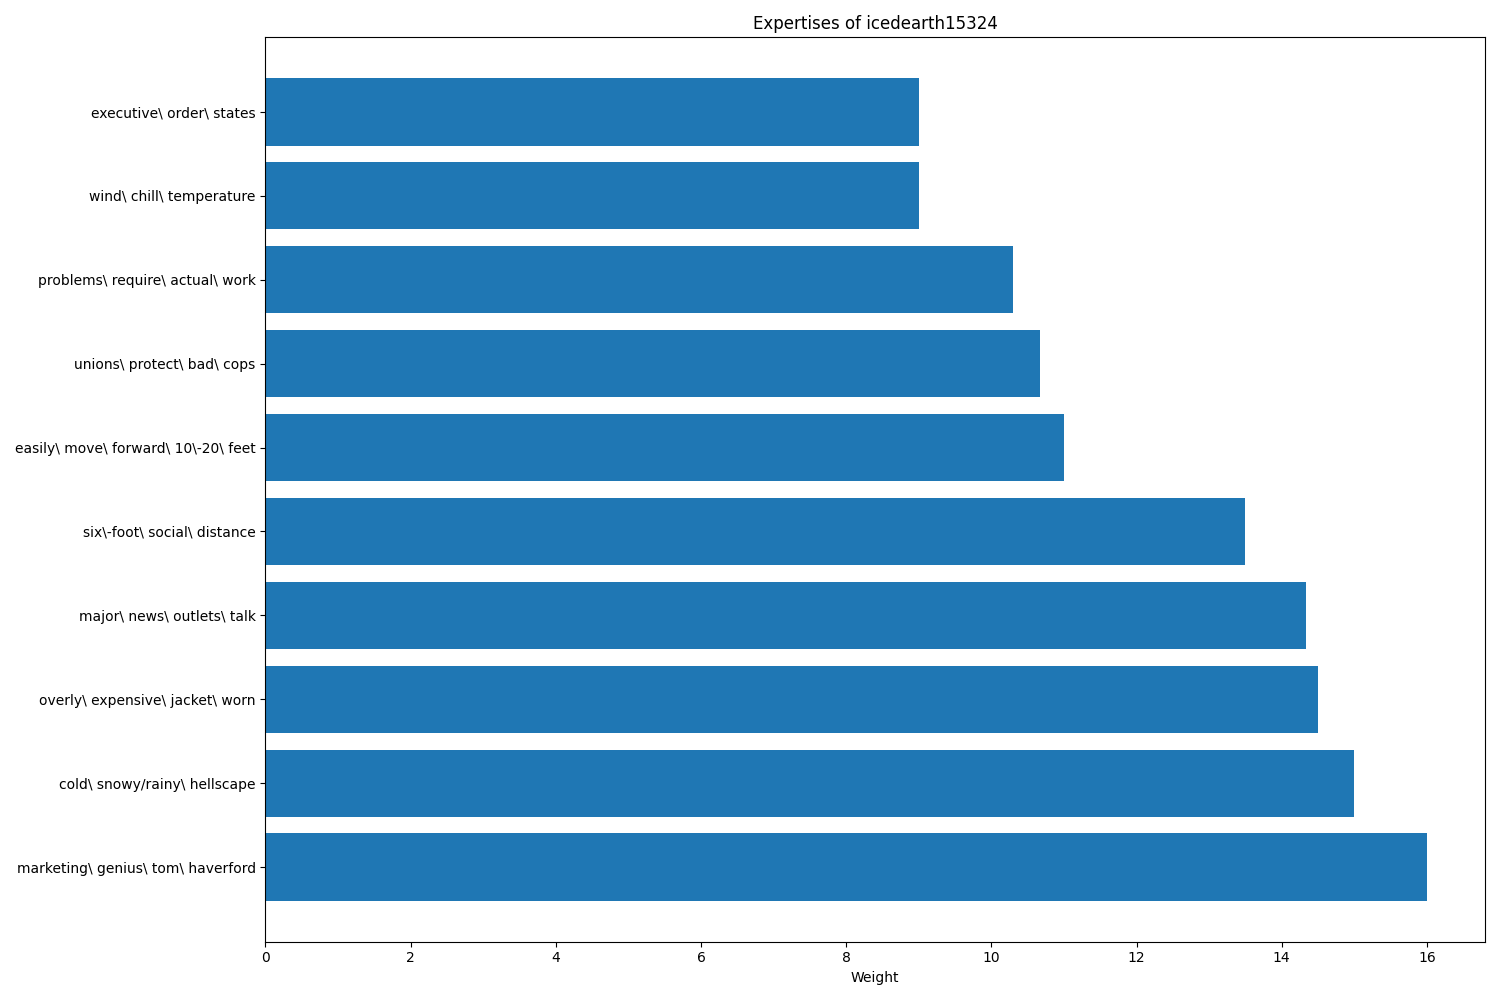 Expertises of icedearth15324
executive\ order\ states
wind\ chill\ temperature
problems\ require\ actual\ work
unions\ protect\ bad\ cops
easily\ move\ forward\ 10\-20\ feet
six\-foot\ social\ distance
major\ news\ outlets\ talk
overly\ expensive\ jacket\ worn
cold\ snowy/rainy\ hellscape
marketing\ genius\ tom\ haverford
0 2 4 6 8 10 12 14 16
Weight